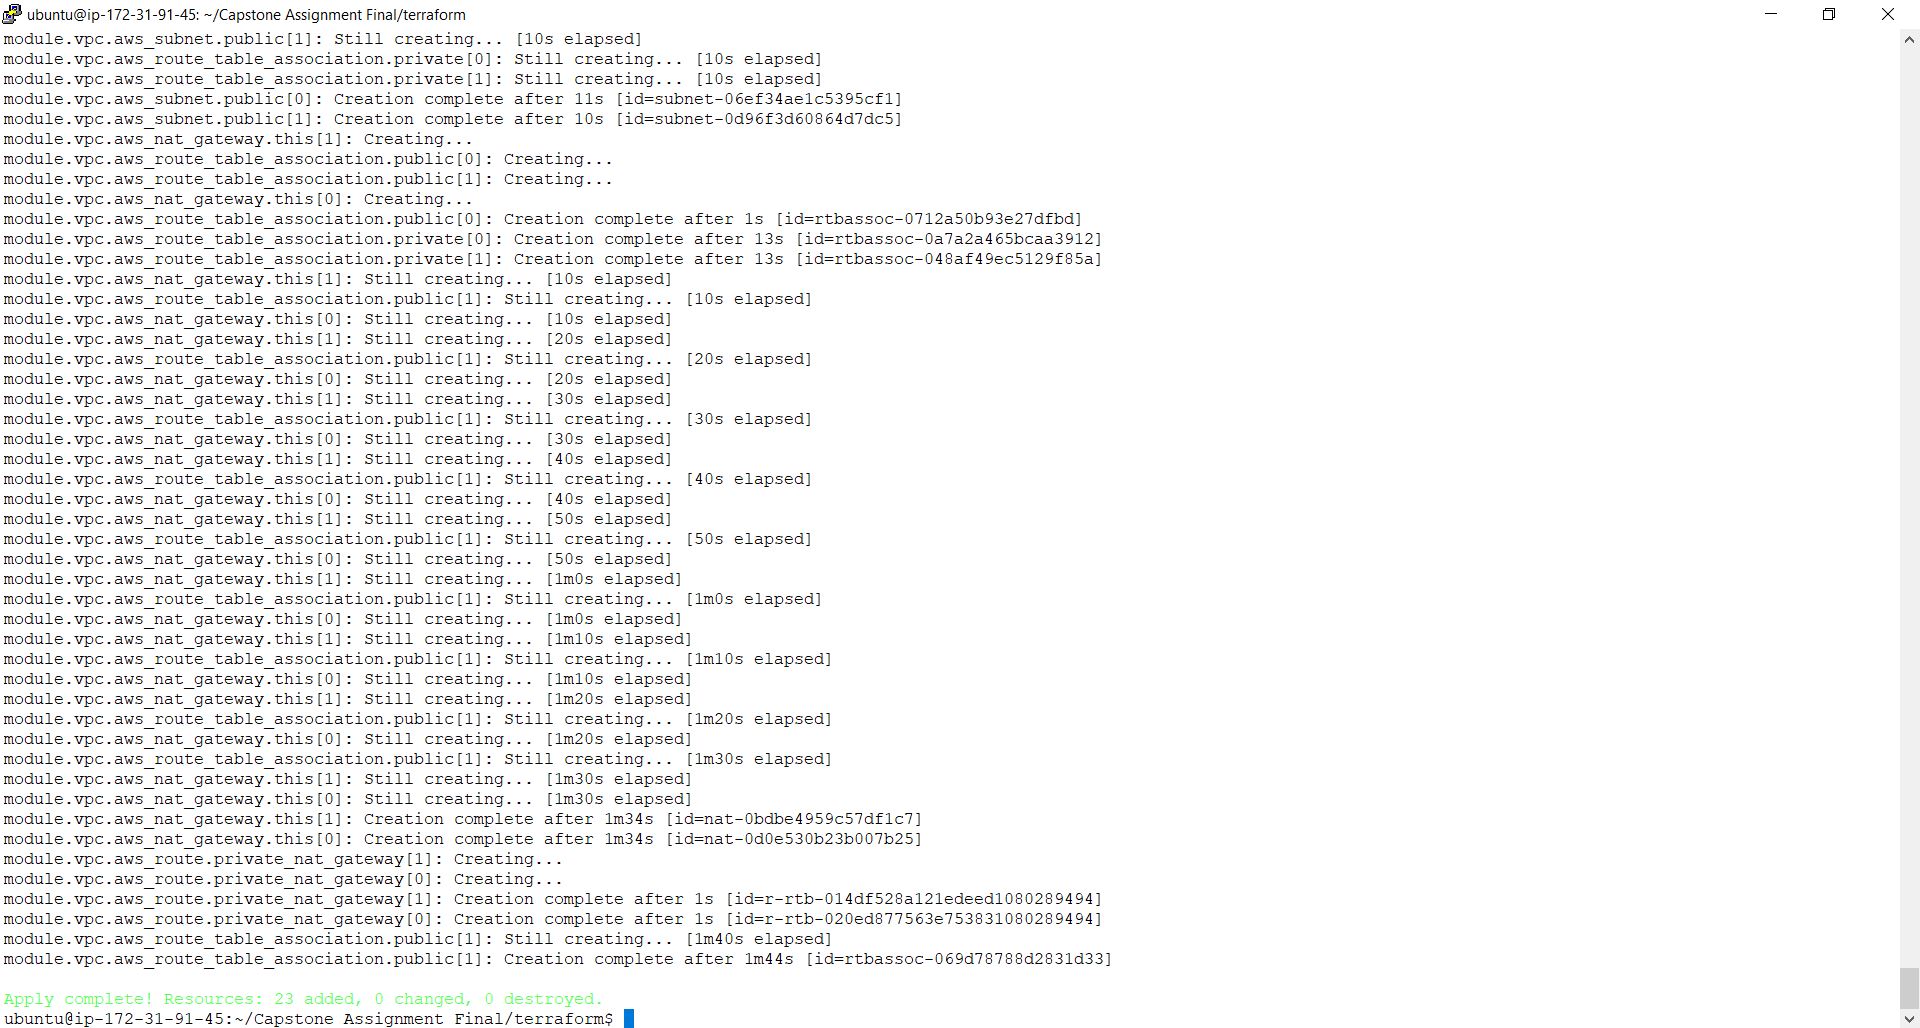 ubuntu@ip-172-31-91-45: ~/Capstone Assignment Final/terraform
module.vpc.aws_subnet.public[1]: Still creating... [10s elapsed]
module.vpc.aws_route_table_association.private[0]: Still creating... [10s elapsed]
module.vpc.aws_route_table_association.private[1]: Still creating... [10s elapsed]
module.vpc.aws_subnet.public[0]: Creation complete after 11s [id=subnet-06ef34ae1c5395cf1]
module.vpc.aws_subnet.public[1]: Creation complete after 10s [id=subnet-0d96f3d60864d7dc5]
module.vpc.aws_nat_gateway.this[1]: Creating...
module.vpc.aws_route_table_association.public[0]: Creating...
module.vpc.aws_route_table_association.public[1]: Creating...
module.vpc.aws_nat_gateway.this[0]: Creating...
module.vpc.aws_route_table_association.public[0]: Creation complete after 1s [id=rtbassoc-0712a50b93e27dfbd]
module.vpc.aws_route_table_association.private[0]: Creation complete after 13s [id=rtbassoc-0a7a2a465bcaa3912]
module.vpc.aws_route_table_association.private[1]: Creation complete after 13s [id=rtbassoc-048af49ec5129f85a]
module.vpc.aws_nat_gateway.this[1]: Still creating... [10s elapsed]
module.vpc.aws_route_table_association.public[1]: Still creating... [10s elapsed]
module.vpc.aws_nat_gateway.this[0]: Still creating... [10s elapsed]
module.vpc.aws_nat_gateway.this[1]: Still creating... [20s elapsed]
module.vpc.aws_route_table_association.public[1]: Still creating... [20s elapsed]
module.vpc.aws_nat_gateway.this[0]: Still creating... [20s elapsed]
module.vpc.aws_nat_gateway.this[1]: Still creating... [30s elapsed]
module.vpc.aws_route_table_association.public[1]: Still creating... [30s elapsed]
module.vpc.aws_nat_gateway.this[0]: Still creating... [30s elapsed]
module.vpc.aws_nat_gateway.this[1]: Still creating... [40s elapsed]
module.vpc.aws_route_table_association.public[1]: Still creating... [40s elapsed]
module.vpc.aws_nat_gateway.this[0]: Still creating... [40s elapsed]
module.vpc.aws_nat_gateway.this[1]: Still creating... [50s elapsed]
module.vpc.aws_route_table_association.public[1]: Still creating... [50s elapsed]
module.vpc.aws_nat_gateway.this[0]: Still creating... [50s elapsed]
module.vpc.aws_nat_gateway.this[1]: Still creating... [1m0s elapsed]
module.vpc.aws_route_table_association.public[1]: Still creating... [1m0s elapsed]
module.vpc.aws_nat_gateway.this[0]: Still creating... [1m0s elapsed]
module.vpc.aws_nat_gateway.this[1]: Still creating... [1m10s elapsed]
module.vpc.aws_route_table_association.public[1]: Still creating... [1m10s elapsed]
module.vpc.aws_nat_gateway.this[0]: Still creating... [1m10s elapsed]
module.vpc.aws_nat_gateway.this[1]: Still creating... [1m20s elapsed]
module.vpc.aws_route_table_association.public[1]: Still creating... [1m20s elapsed]
module.vpc.aws_nat_gateway.this[0]: Still creating... [1m20s elapsed]
module.vpc.aws_route_table_association.public[1]: Still creating... [1m30s elapsed]
module.vpc.aws_nat_gateway.this[1]: Still creating... [1m30s elapsed]
module.vpc.aws_nat_gateway.this[0]: Still creating... [1m30s elapsed]
module.vpc.aws_nat_gateway.this[1]: Creation complete after 1m34s [id=nat-0bdbe4959c57df1c7]
module.vpc.aws_nat_gateway.this[0]: Creation complete after 1m34s [id=nat-0d0e530b23b007b25]
module.vpc.aws_route.private_nat_gateway[1]: Creating...
module.vpc.aws_route.private_nat_gateway[0]: Creating...
module.vpc.aws_route.private_nat_gateway[1]: Creation complete after 1s [id=r-rtb-014df528a121edeed1080289494]
module.vpc.aws_route.private_nat_gateway[0]: Creation complete after 1s [id=r-rtb-020ed877563e753831080289494]
module.vpc.aws_route_table_association.public[1]: Still creating... [1m40s elapsed]
module.vpc.aws_route_table_association.public[1]: Creation complete after 1m44s [id=rtbassoc-069d78788d2831d33]
Apply complete! Resources: 23 added, 0 changed, 0 destroyed.
ubuntu@ip-172-31-91-45:~/Capstone Assignment Final/terraform$